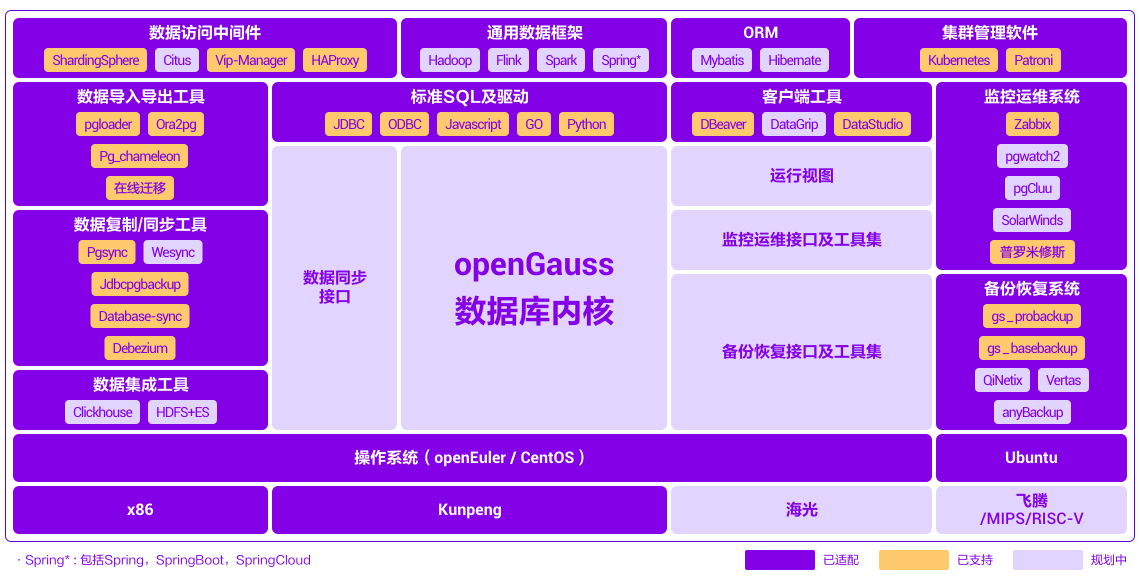 数据访问中间件
ShardingSphere Citus Vip-Manager HAProxy
通用数据框架
Hadoop Flink Spark Spring*
ORM
Mybatis Hibernate
集群管理软件
Kubernetes Patroni
数据导入导出工具
pgloader Ora2pg
Pg_chameleon
在线迁移
标准SQL及驱动
JDBC ODBC Javascript GO Python
客户端工具
DBeaver DataGrip DataStudio
监控运维系统
Zabbix
pgwatch2
pgCluu
SolarWinds
普罗米修斯
数据复制/同步工具
Pgsync Wesync
Jdbcpgbackup
Database-sync
Debezium
数据同步
接口
openGauss
数据库内核
运行视图
监控运维接口及工具集
备份恢复接口及工具集
备份恢复系统
gs_probackup
gs_basebackup
QiNetix Vertas
anyBackup
数据集成工具
Clickhouse HDFS+ES
操作系统（openEuler / CentOS）
Ubuntu
x86
Kunpeng
海光
飞腾
/MIPS/RISC-V
· Spring* : 包括Spring，SpringBoot，SpringCloud
已适配 已支持 规划中